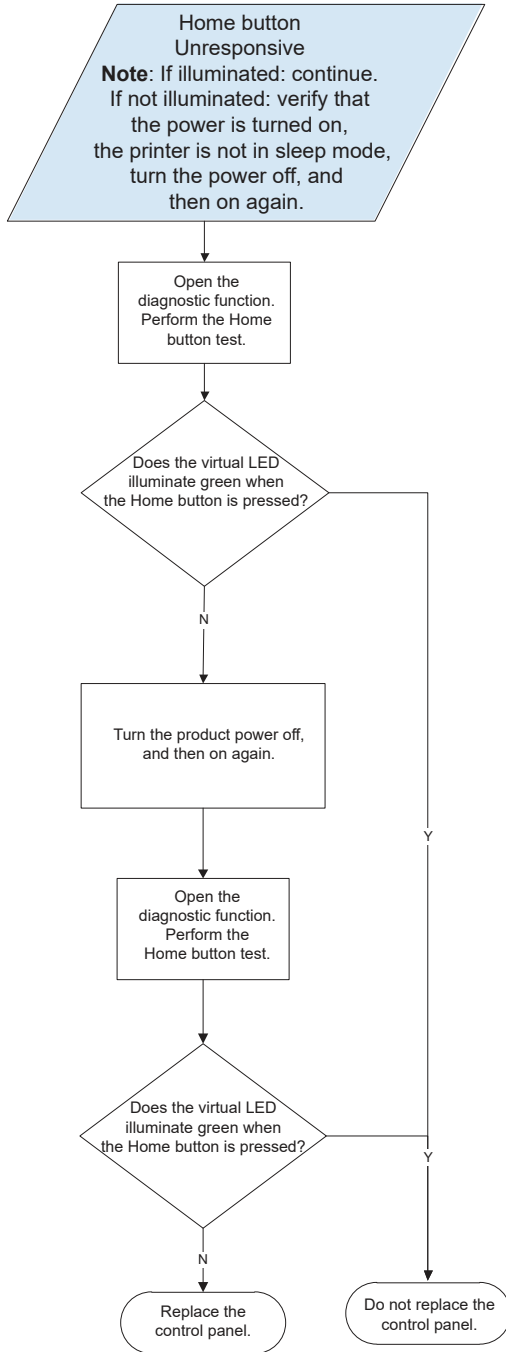 Home button
Unresponsive
Note: If illuminated: continue.
If not illuminated: verify that
the power is turned on,
the printer is not in sleep mode,
turn the power off, and
then on again.
Open the
diagnostic function.
Perform the Home
button test.
Does the virtual LED
illuminate green when
the Home button is pressed?
N
Turn the product power off,
and then on again.
Y
Open the
diagnostic function.
Perform the
Home button test.
Does the virtual LED
illuminate green when
the Home button is pressed?
Y
N
Replace the
control panel.
Do not replace the
control panel.